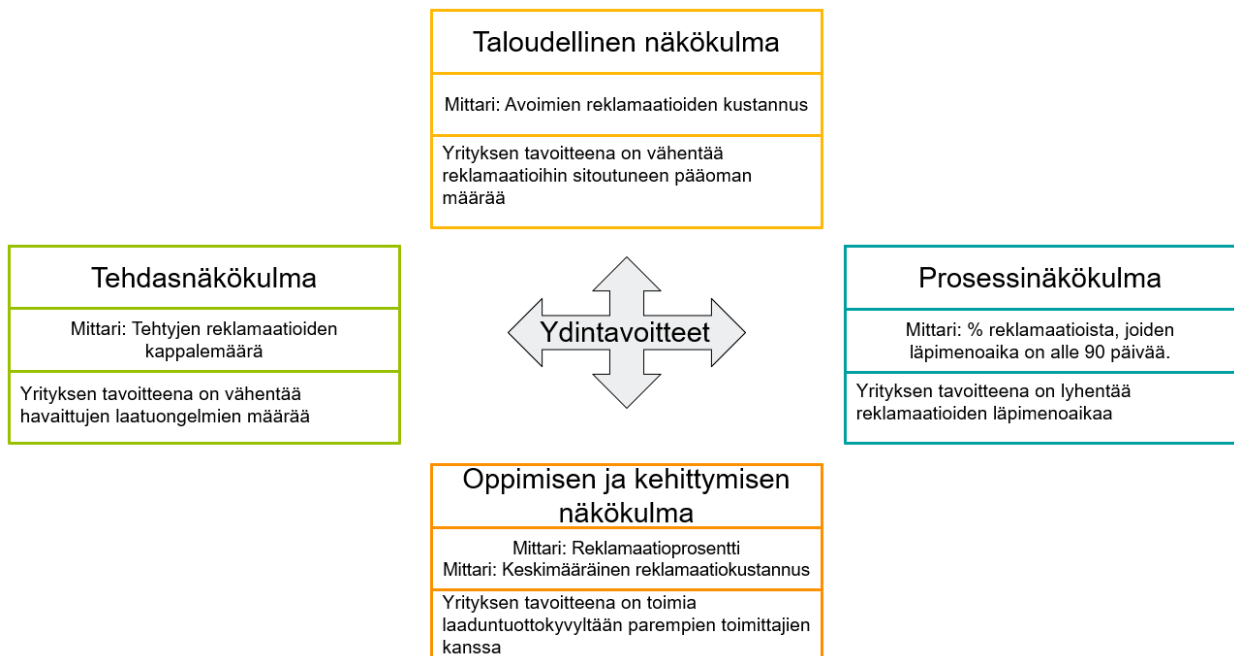 Taloudellinen näkökulma
Mittari: Avoimien reklamaatioiden kustannus
Yrityksen tavoitteena on vähentää
reklamaatioihin sitoutuneen pääoman
määrää
Tehdasnäkökulma
Mittari: Tehtyjen reklamaatioiden
kappalemäärä
Yrityksen tavoitteena on vähentää
havaittujen laatuongelmien määrää
Ydintavoitteet
Prosessinäkökulma
Mittari: % reklamaatioista, joiden
läpimenoaika on alle 90 päivää.
Yrityksen tavoitteena on lyhentää
reklamaatioiden läpimenoaikaa
Oppimisen ja kehittymisen
näkökulma
Mittari: Reklamaatioprosentti
Mittari: Keskimääräinen reklamaatiokustannus
Yrityksen tavoitteena on toimia
laaduntuottokyvyltään parempien toimittajien
kanssa